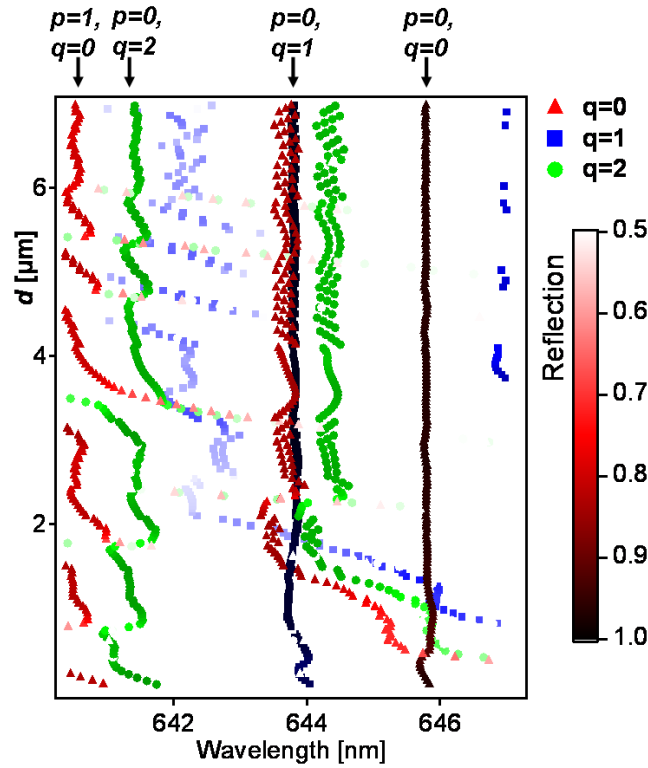 p=1, p=0, p=0, p=0,
q=0 q=2 q=1 q=0
q=0
q=1
q=2
6
4
2
d [µm]
0.5
0.6
0.7
0.8
0.9
1.0
Reflection
642 644 646
Wavelength [nm]